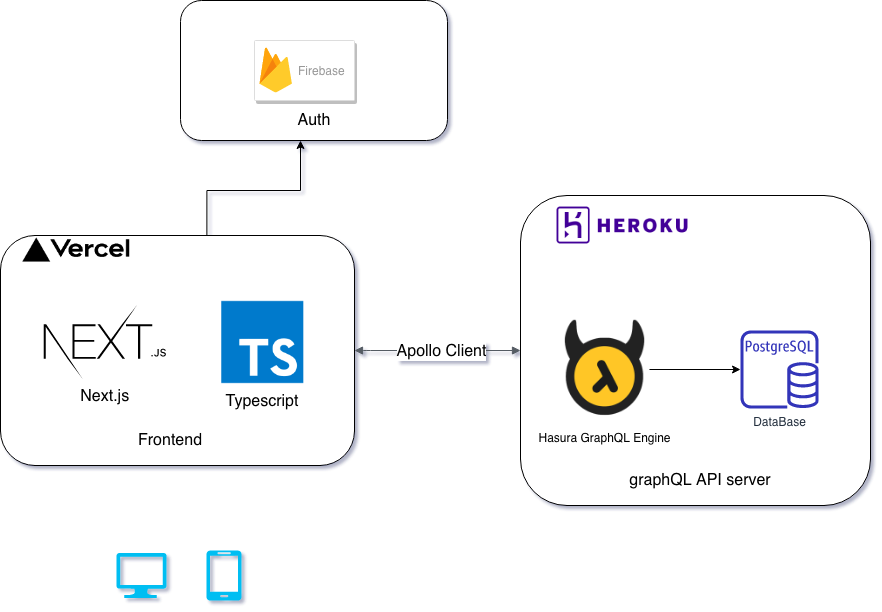 Firebase
Auth
Vercel
HEROKU
NEXT.JS
TS
Next.js
Typescript
Frontend
Apollo Client
PostgreSQL
λ
Hasura GraphQL Engine
DataBase
graphQL API server